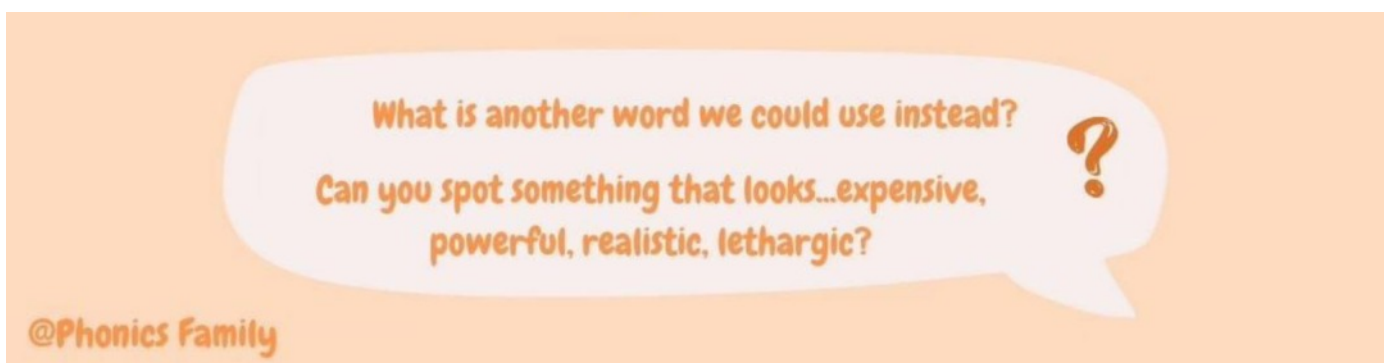 What is another word we could use instead?
?
Can you spot something that looks...expensive,
powerful, realistic, lethargic?
@Phonics Family